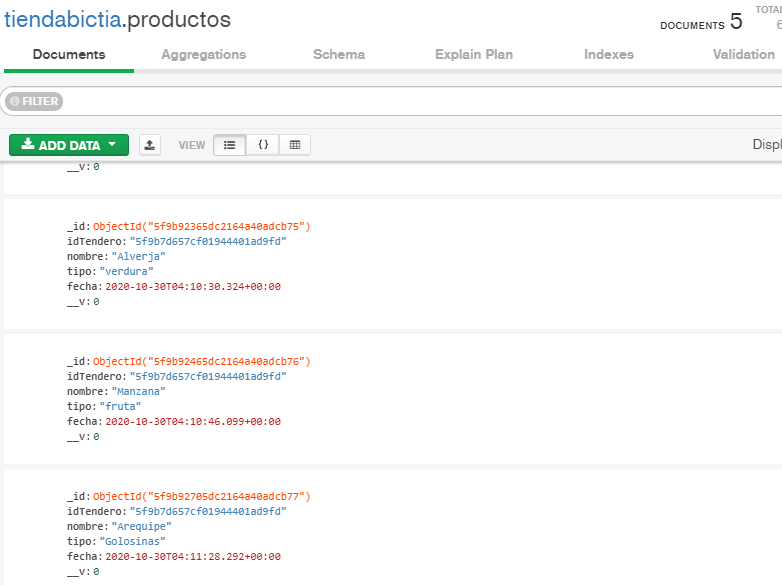 tiendabictia.productos
DOCUMENTS 5
TOTAL
Documents Aggregations Schema Explain Plan Indexes Validation
FILTER
ADD DATA VIEW { } Displ
__v: 0
_id: ObjectId("5f9b92365dc2164a40adcb75")
idTendero: "5f9b7d657cf01944401ad9fd"
nombre: "Alverja"
tipo: "verdura"
fecha: 2020-10-30T04:10:30.324+00:00
__v: 0
_id: ObjectId("5f9b92465dc2164a40adcb76")
idTendero: "5f9b7d657cf01944401ad9fd"
nombre: "Manzana"
tipo: "fruta"
fecha: 2020-10-30T04:10:46.099+00:00
__v: 0
_id: ObjectId("5f9b92705dc2164a40adcb77")
idTendero: "5f9b7d657cf01944401ad9fd"
nombre: "Arequipe"
tipo: "Golosinas"
fecha: 2020-10-30T04:11:28.292+00:00
__v: 0